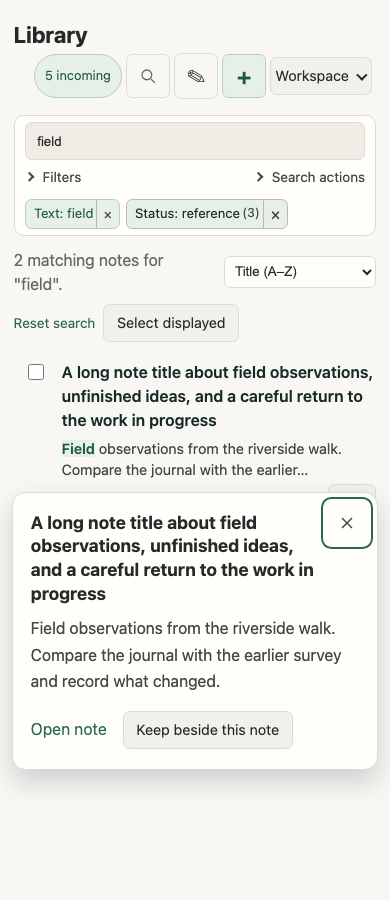 Library
5 incoming
Workspace
field
Filters
Search actions
Text: field ×
Status: reference (3) ×
2 matching notes for
"field".
Title (A–Z)
Reset search
Select displayed
A long note title about field observations,
unfinished ideas, and a careful return to
the work in progress
Field observations from the riverside walk.
Compare the journal with the earlier...
A long note title about field
observations, unfinished ideas,
and a careful return to the work in
progress
Field observations from the riverside walk.
Compare the journal with the earlier survey
and record what changed.
Open note
Keep beside this note